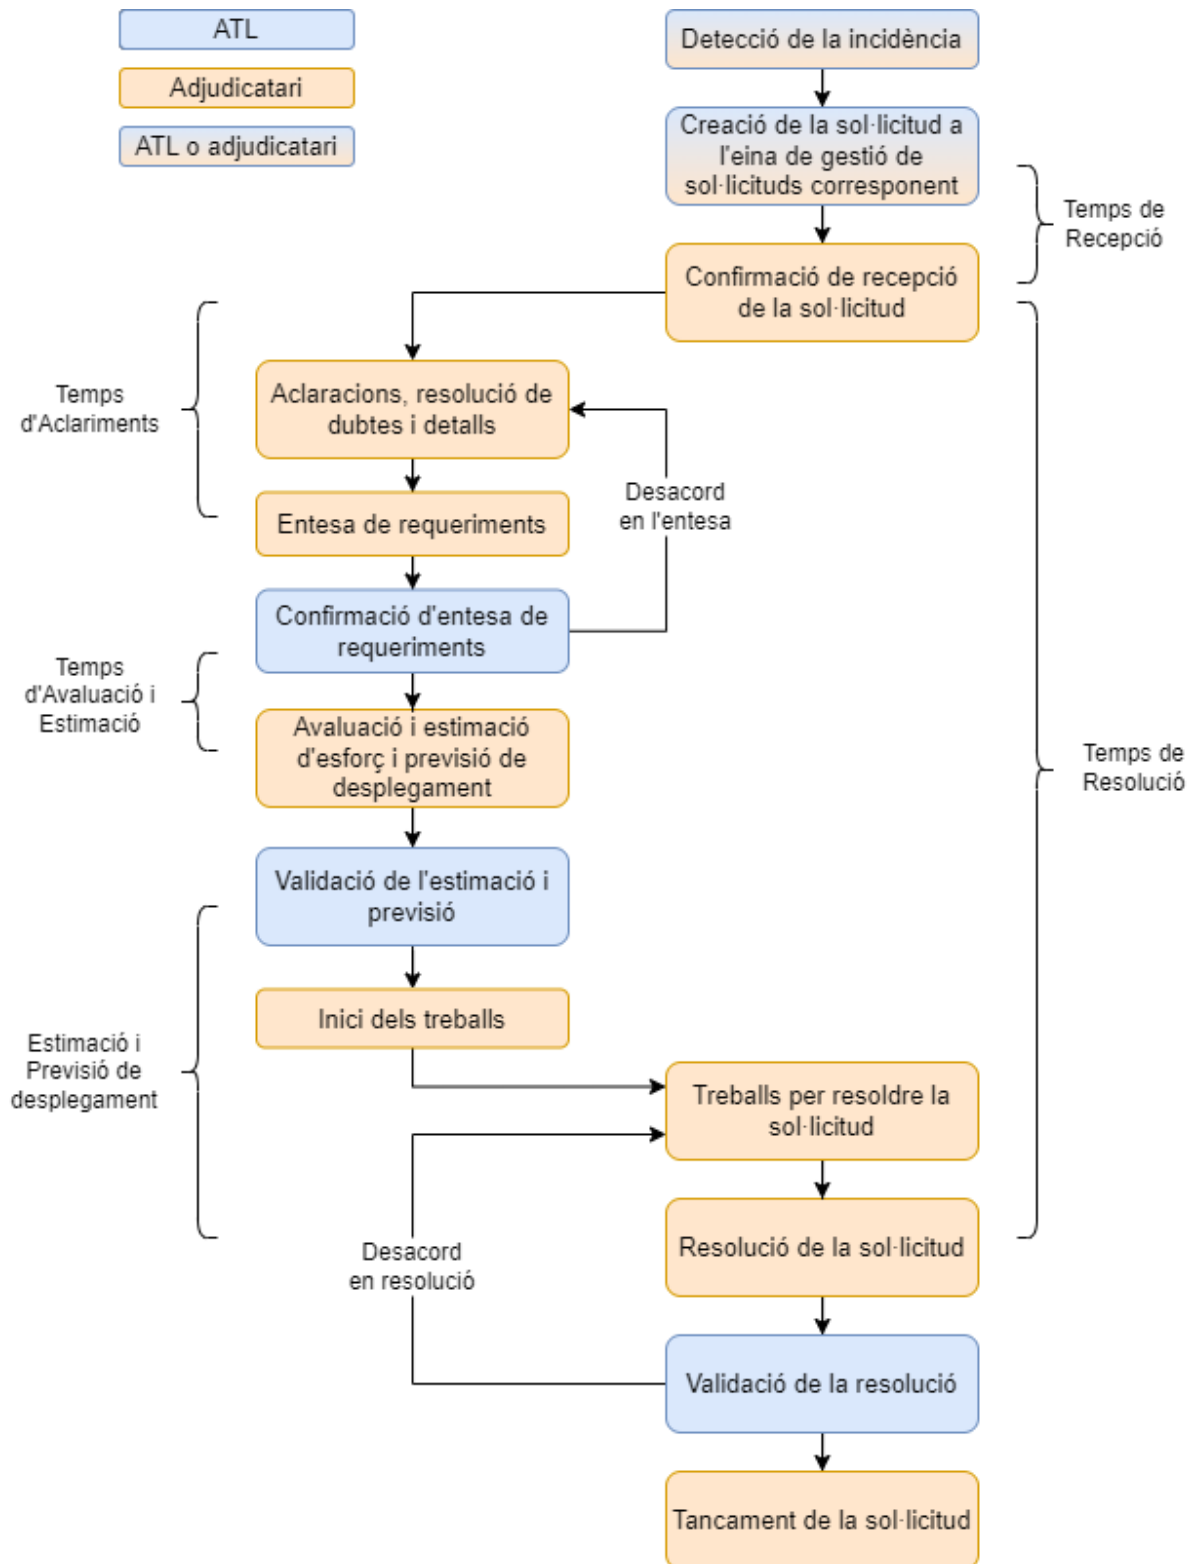 ATL
Adjudicatari
ATL o adjudicatari
Detecció de la incidència
Creació de la sol·licitud a
l'eina de gestió de
sol·licituds corresponent
Temps de
Recepció
Confirmació de recepció
de la sol·licitud
Temps
d'Aclariments
Aclaracions, resolució de
dubtes i detalls
Desacord
en l'entesa
Entesa de requeriments
Confirmació d'entesa de
requeriments
Temps
d'Avaluació i
Estimació
Avaluació i estimació
d'esforç i previsió de
desplegament
Temps de
Resolució
Validació de l'estimació i
previsió
Inici dels treballs
Estimació i
Previsió de
desplegament
Treballs per resoldre la
sol·licitud
Resolució de la sol·licitud
Desacord
en resolució
Validació de la resolució
Tancament de la sol·licitud